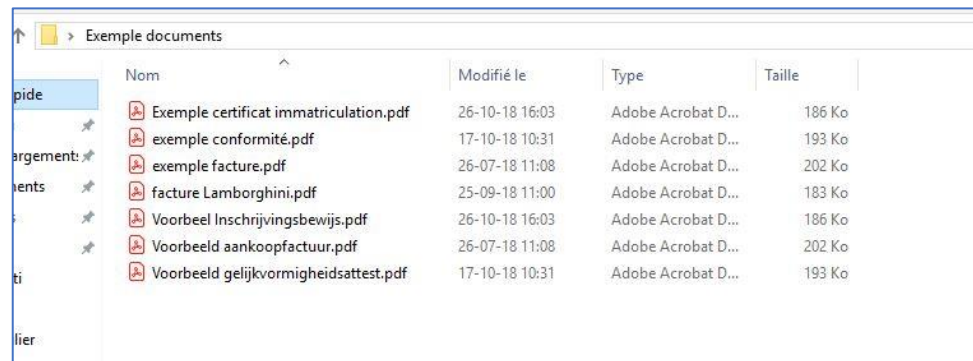 Exemple documents
Nom Modifié le Type Taille
pide
Exemple certificat immatriculation.pdf 26-10-18 16:03 Adobe Acrobat D... 186 Ko
exemple conformité.pdf 17-10-18 10:31 Adobe Acrobat D... 193 Ko
argement:
exemple facture.pdf 26-07-18 11:08 Adobe Acrobat D... 202 Ko
ients
facture Lamborghini.pdf 25-09-18 11:00 Adobe Acrobat D... 183 Ko
Voorbeel Inschrijvingsbewijs.pdf 26-10-18 16:03 Adobe Acrobat D... 186 Ko
Voorbeeld aankoopfactuur.pdf 26-07-18 11:08 Adobe Acrobat D... 202 Ko
ti
Voorbeeld gelijkvormigheidsattest.pdf 17-10-18 10:31 Adobe Acrobat D... 193 Ko
lier